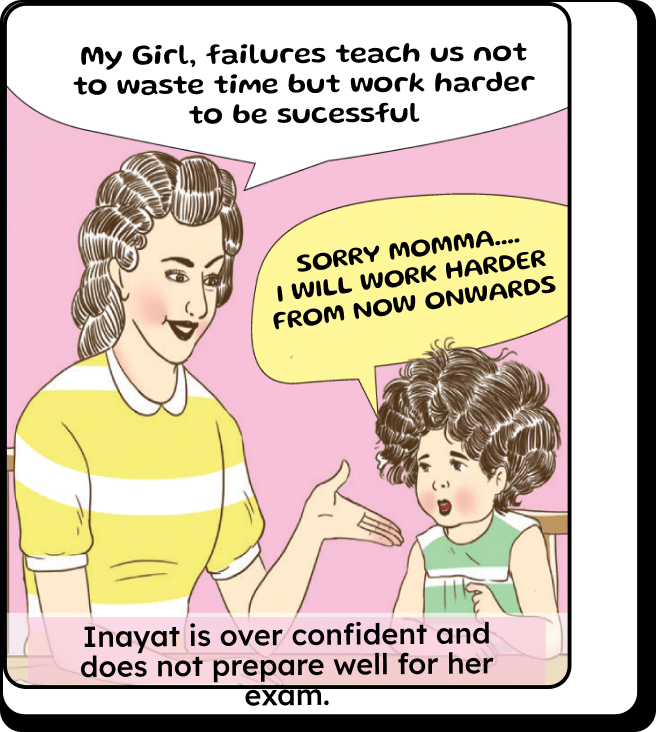 My Girl, failures teach us not
to waste time but work harder
to be sucessful
SORRY MOMMA....
I WILL WORK HARDER
FROM NOW ONWARDS
Inayat is over confident and
does not prepare well for her
exam.